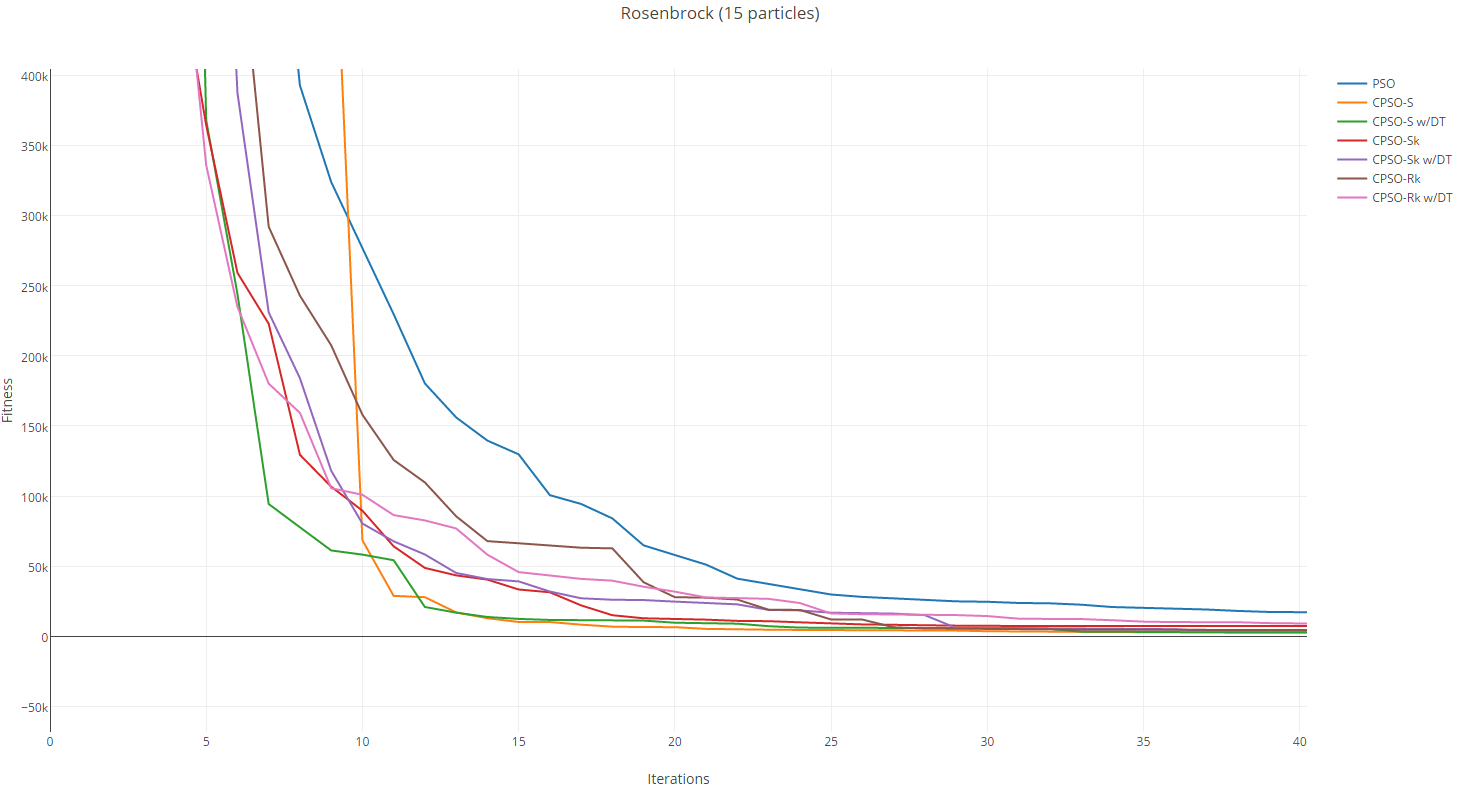 Rosenbrock (15 particles)
400k
350k
300k
250k
200k
150k
100k
50k
0
−50k
Fitness
0 5 10 15 20 25 30 35 40
Iterations
PSO
CPSO-S
CPSO-S w/DT
CPSO-Sk
CPSO-Sk w/DT
CPSO-Rk
CPSO-Rk w/DT